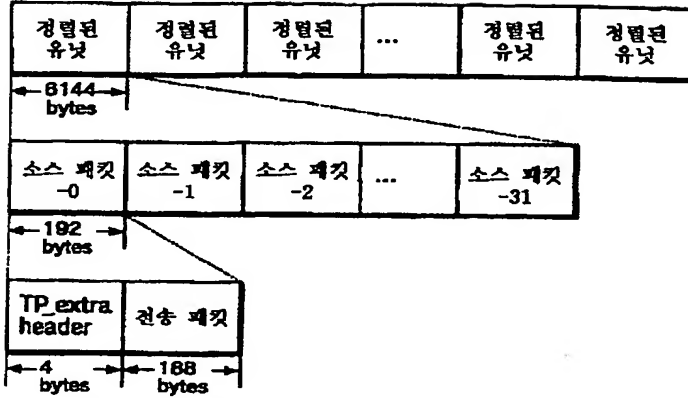 정렬된 정렬된 정렬된 ... 정렬된 정렬된
유닛 유닛 유닛 유닛 유닛
6144
bytes
소스 패킷 소스 패킷 소스 패킷 ... 소스 패킷
-0 -1 -2 -31
192
bytes
TP_extra 전송 패킷
header
4 188
bytes bytes